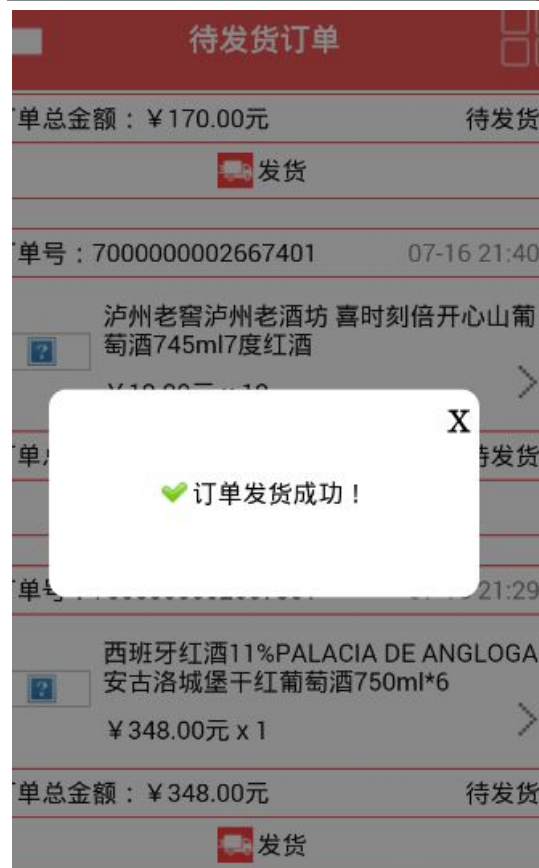 待发货订单
单总金额：￥170.00元
待发货
发货
单号：7000000002667401
07-16 21:40
泸州老窖泸州老酒坊 喜时刻倍开心山葡
萄酒745ml7度红酒
X
单
发货
订单发货成功！
单号
21:29
西班牙红酒11%PALACIA DE ANGLOGA
安古洛城堡干红葡萄酒750ml*6
￥348.00元 x 1
单总金额：￥348.00元
待发货
发货